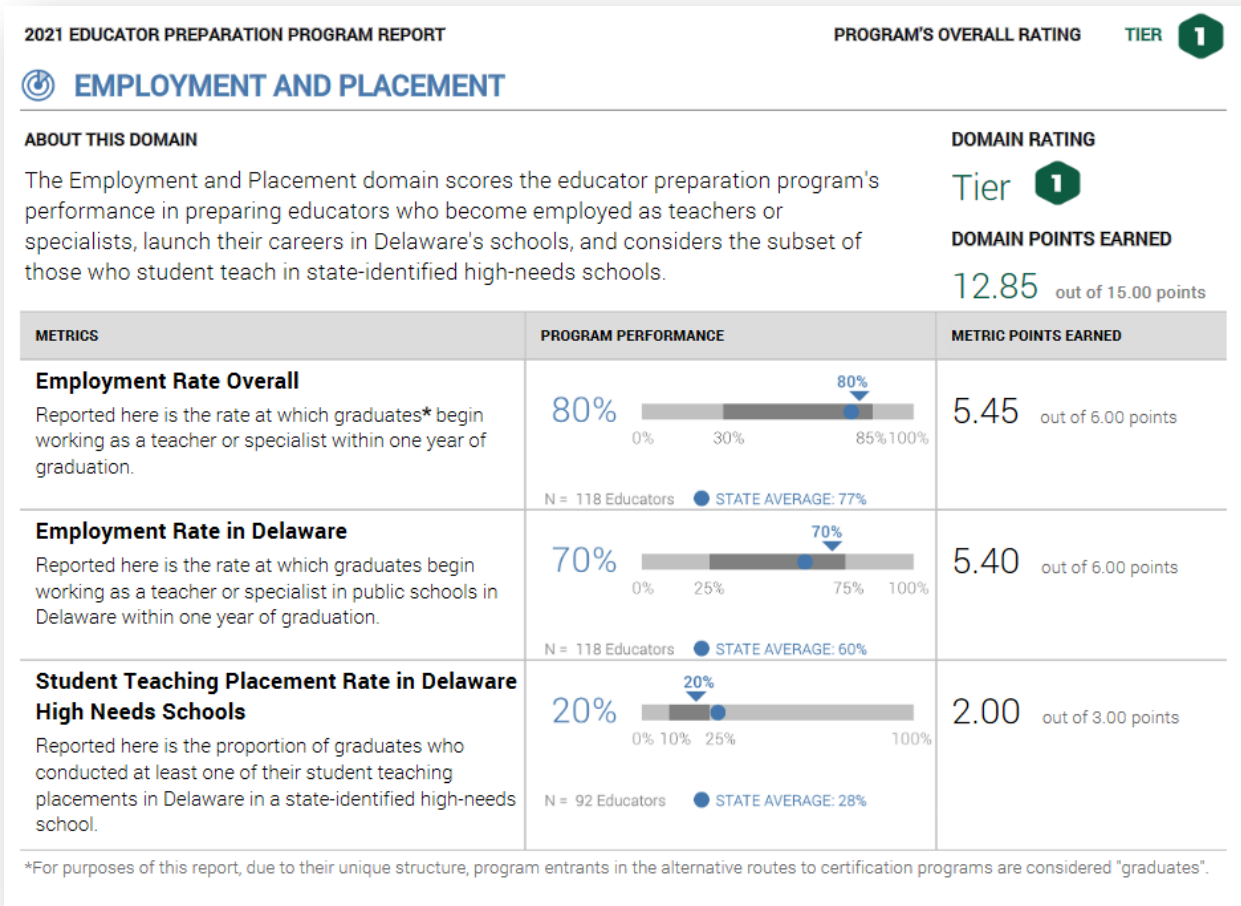 2021 EDUCATOR PREPARATION PROGRAM REPORT
PROGRAM'S OVERALL RATING TIER 1
EMPLOYMENT AND PLACEMENT
ABOUT THIS DOMAIN
The Employment and Placement domain scores the educator preparation program's
performance in preparing educators who become employed as teachers or
specialists, launch their careers in Delaware's schools, and considers the subset of
those who student teach in state-identified high-needs schools.
DOMAIN RATING
Tier 1
DOMAIN POINTS EARNED
12.85 out of 15.00 points
METRICS
PROGRAM PERFORMANCE
METRIC POINTS EARNED
Employment Rate Overall
Reported here is the rate at which graduates* begin
working as a teacher or specialist within one year of
graduation.
80%
80%
0% 30% 85% 100%
N = 118 Educators STATE AVERAGE: 77%
5.45 out of 6.00 points
Employment Rate in Delaware
Reported here is the rate at which graduates begin
working as a teacher or specialist in public schools in
Delaware within one year of graduation.
70%
70%
0% 25% 75% 100%
N = 118 Educators STATE AVERAGE: 60%
5.40 out of 6.00 points
Student Teaching Placement Rate in Delaware
High Needs Schools
Reported here is the proportion of graduates who
conducted at least one of their student teaching
placements in Delaware in a state-identified high-needs
school.
20%
20%
0% 10% 25% 100%
N = 92 Educators STATE AVERAGE: 28%
2.00 out of 3.00 points
*For purposes of this report, due to their unique structure, program entrants in the alternative routes to certification programs are considered "graduates".